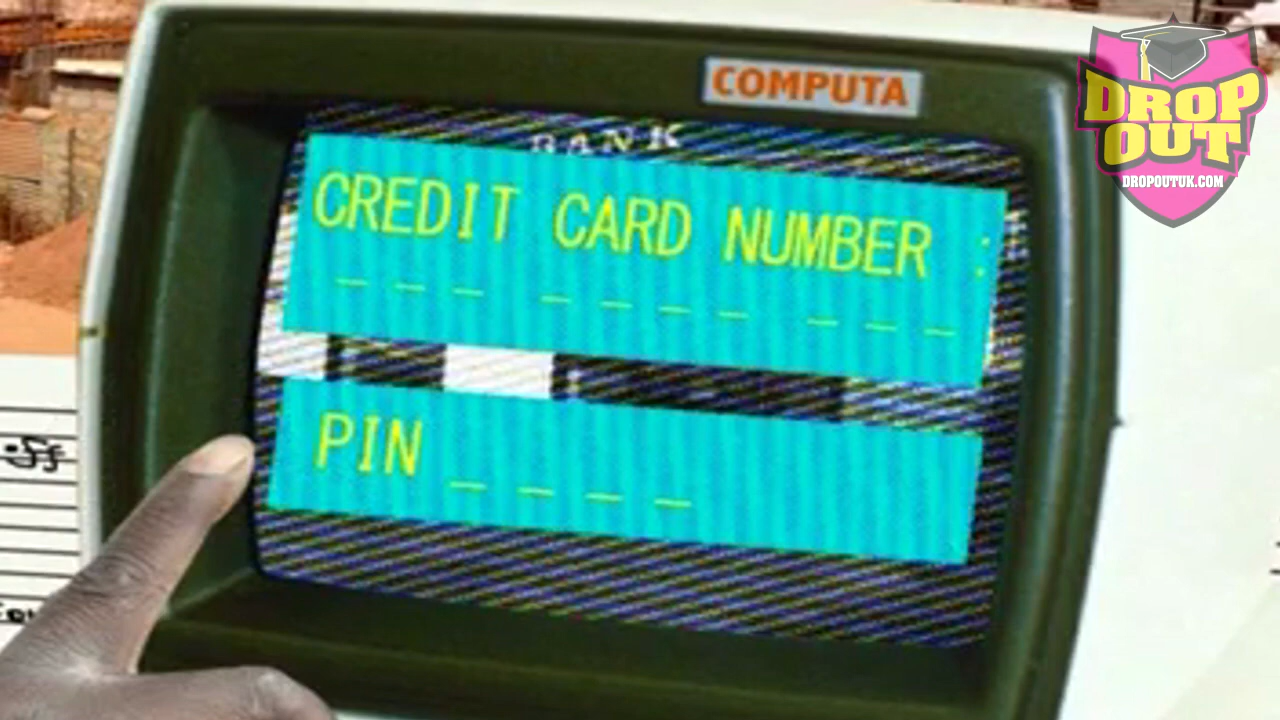 COMPUTA
DROP
OUT
DROPOUTUK.COM
BANK
CREDIT CARD NUMBER :
_ _ _ _ _ _ _ _ _ _
PIN _ _ _ _